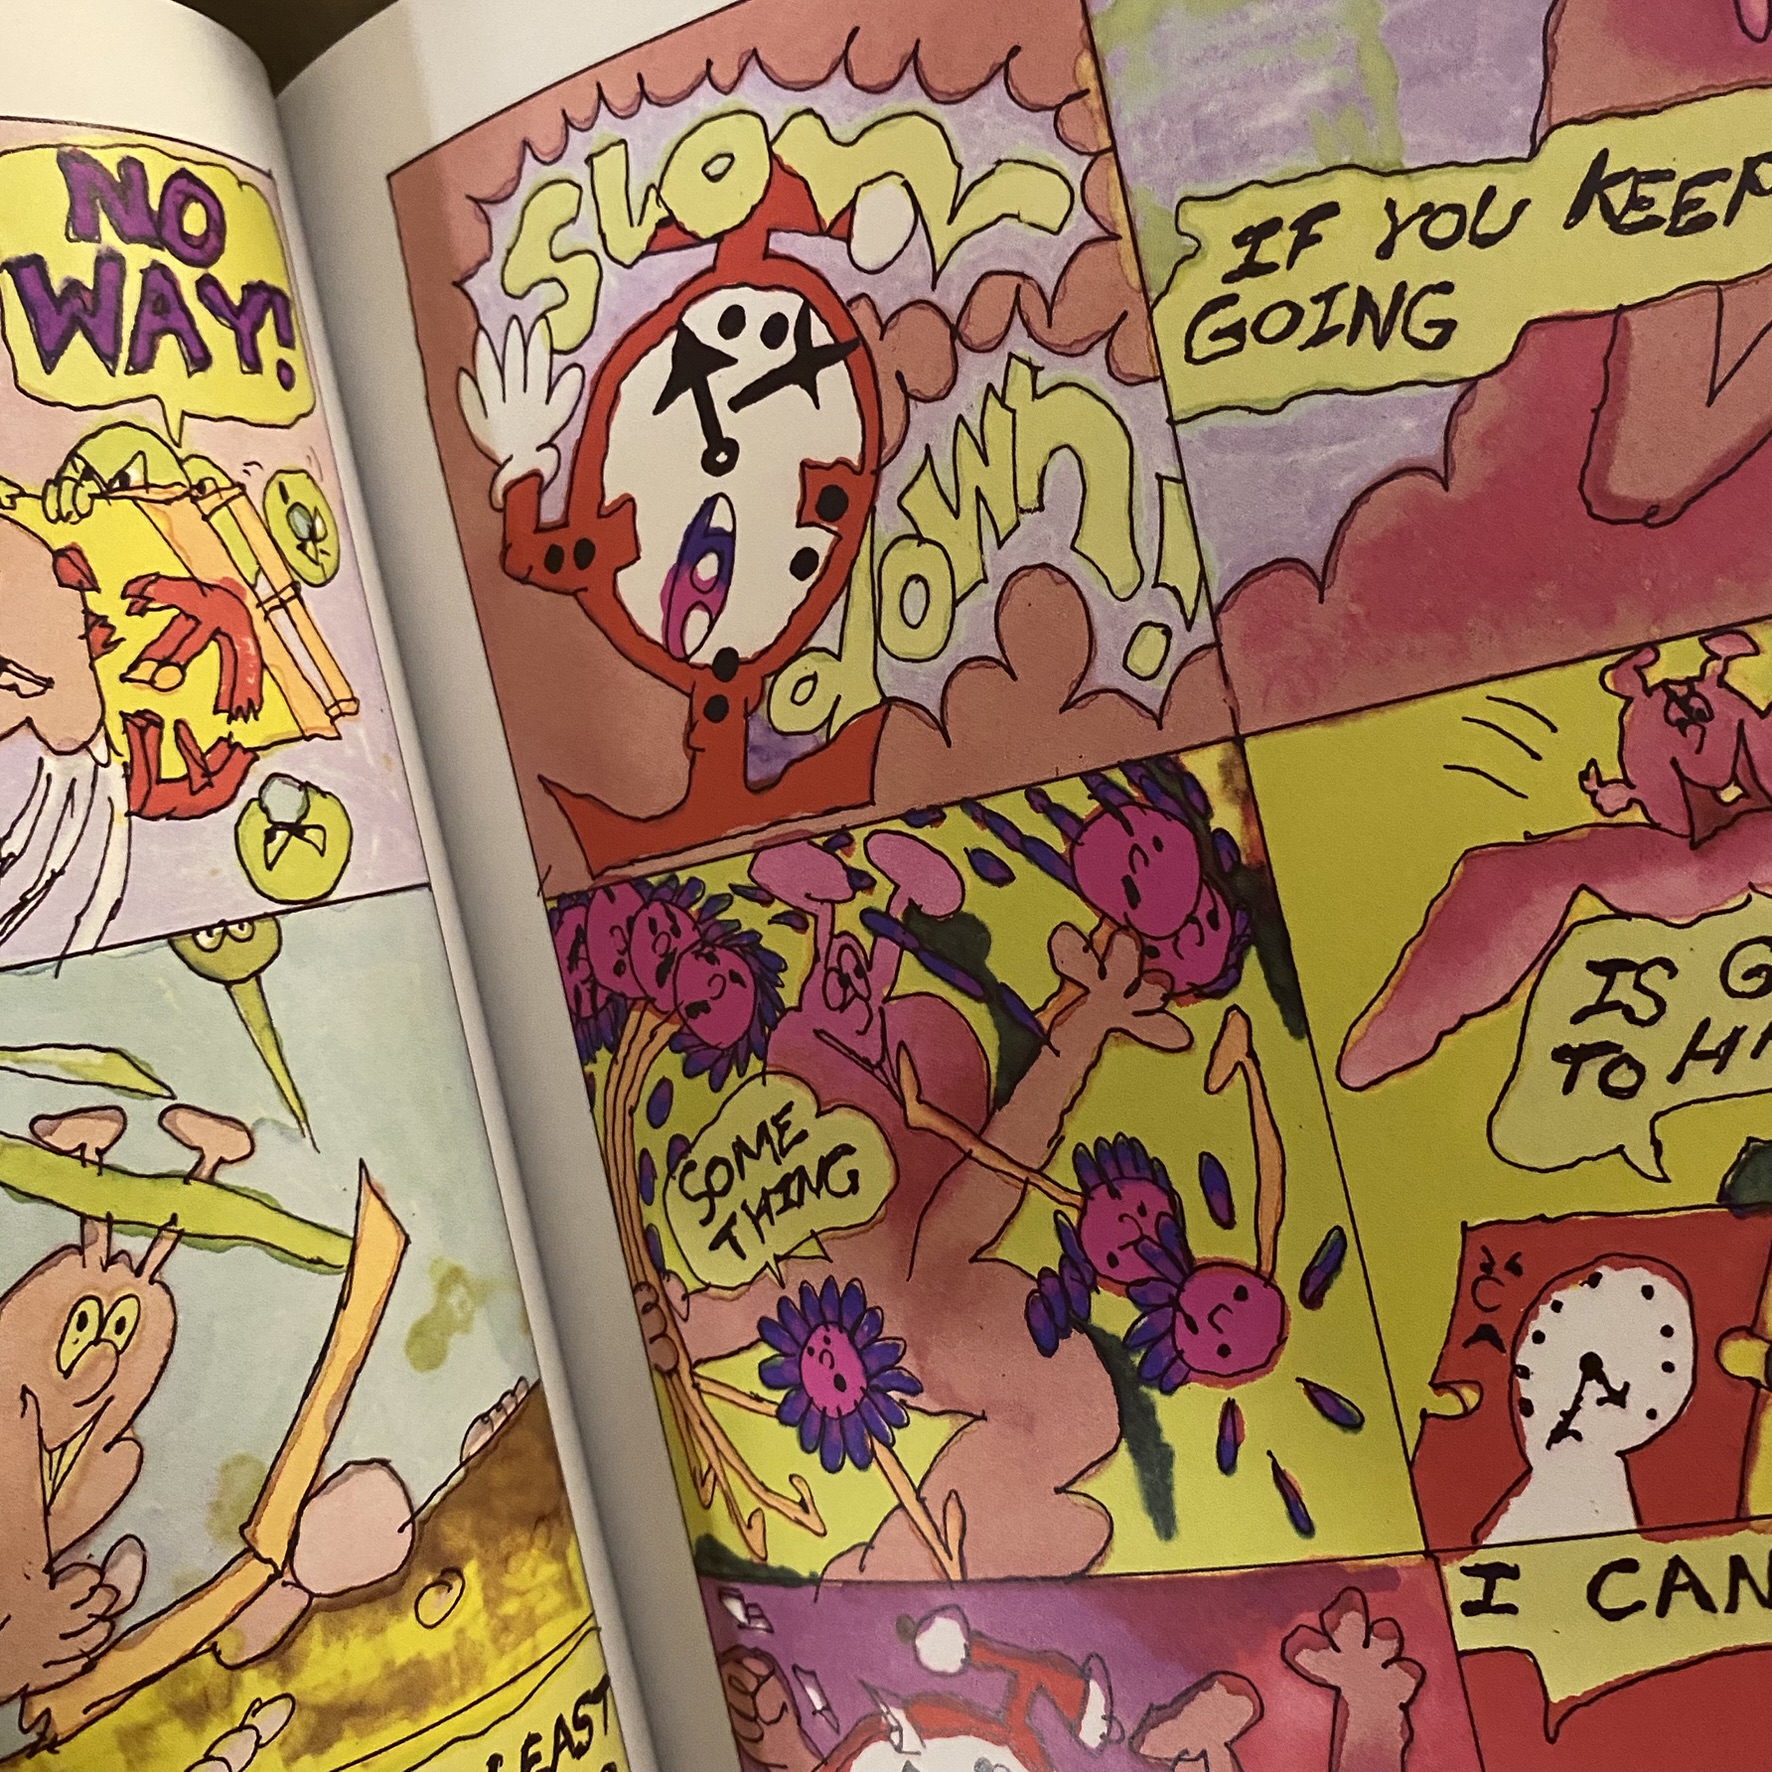 NO
WAY!
SLOW
DOWN!
IF YOU KEEP
GOING
SOME
THING
IS
TO
I CAN